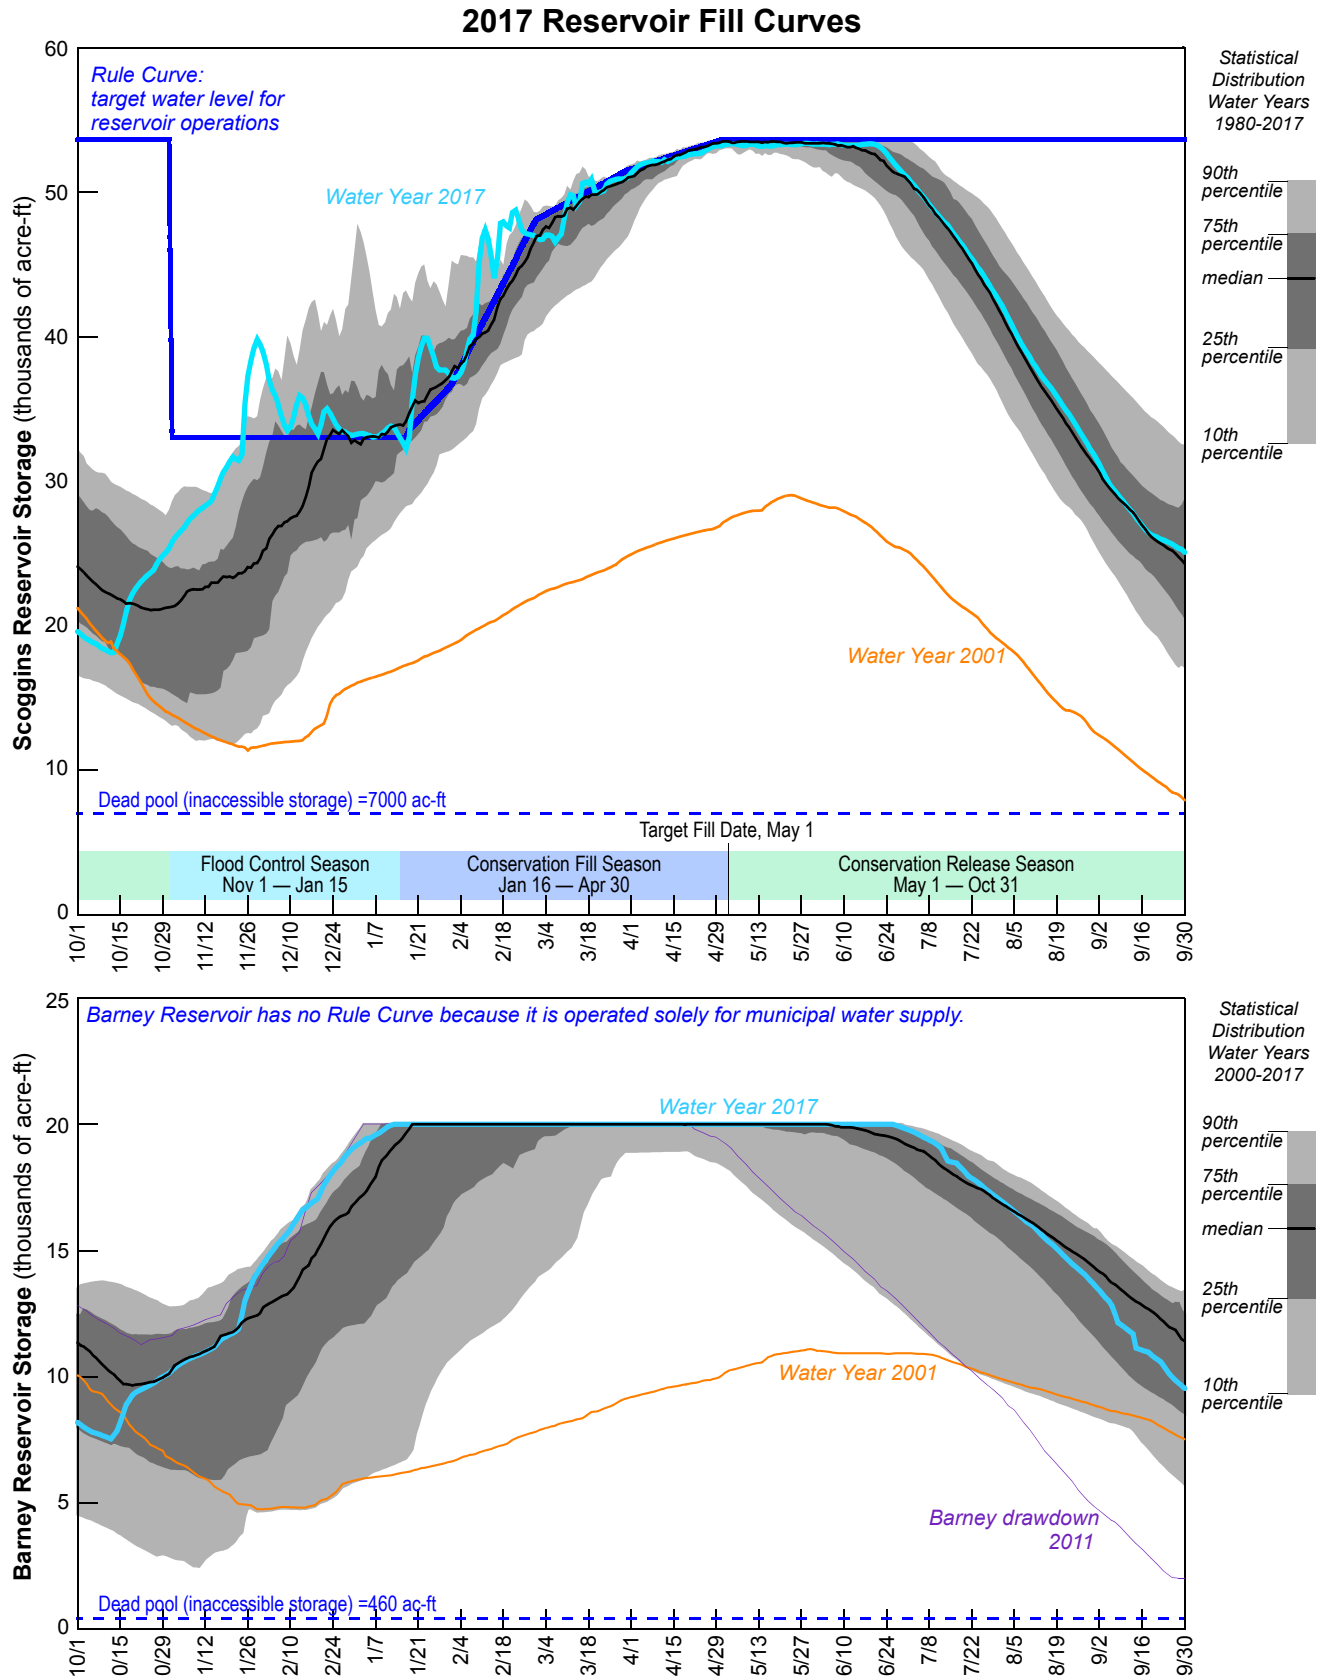 2017 Reservoir Fill Curves
60
50
40
30
20
10
0
Scoggins Reservoir Storage (thousands of acre-ft)
Rule Curve:
target water level for
reservoir operations
Water Year 2017
Water Year 2001
Dead pool (inaccessible storage) =7000 ac-ft
Target Fill Date, May 1
Flood Control Season
Nov 1 — Jan 15
Conservation Fill Season
Jan 16 — Apr 30
Conservation Release Season
May 1 — Oct 31
10/1
10/15
10/29
11/12
11/26
12/10
12/24
1/7
1/21
2/4
2/18
3/4
3/18
4/1
4/15
4/29
5/13
5/27
6/10
6/24
7/8
7/22
8/5
8/19
9/2
9/16
9/30
Statistical
Distribution
Water Years
1980-2017
90th
percentile
75th
percentile
median
25th
percentile
10th
percentile
25
20
15
10
5
0
Barney Reservoir Storage (thousands of acre-ft)
Barney Reservoir has no Rule Curve because it is operated solely for municipal water supply.
Water Year 2017
Water Year 2001
Barney drawdown
2011
Dead pool (inaccessible storage) =460 ac-ft
10/1
10/15
10/29
11/12
11/26
12/10
12/24
1/7
1/21
2/4
2/18
3/4
3/18
4/1
4/15
4/29
5/13
5/27
6/10
6/24
7/8
7/22
8/5
8/19
9/2
9/16
9/30
Statistical
Distribution
Water Years
2000-2017
90th
percentile
75th
percentile
median
25th
percentile
10th
percentile